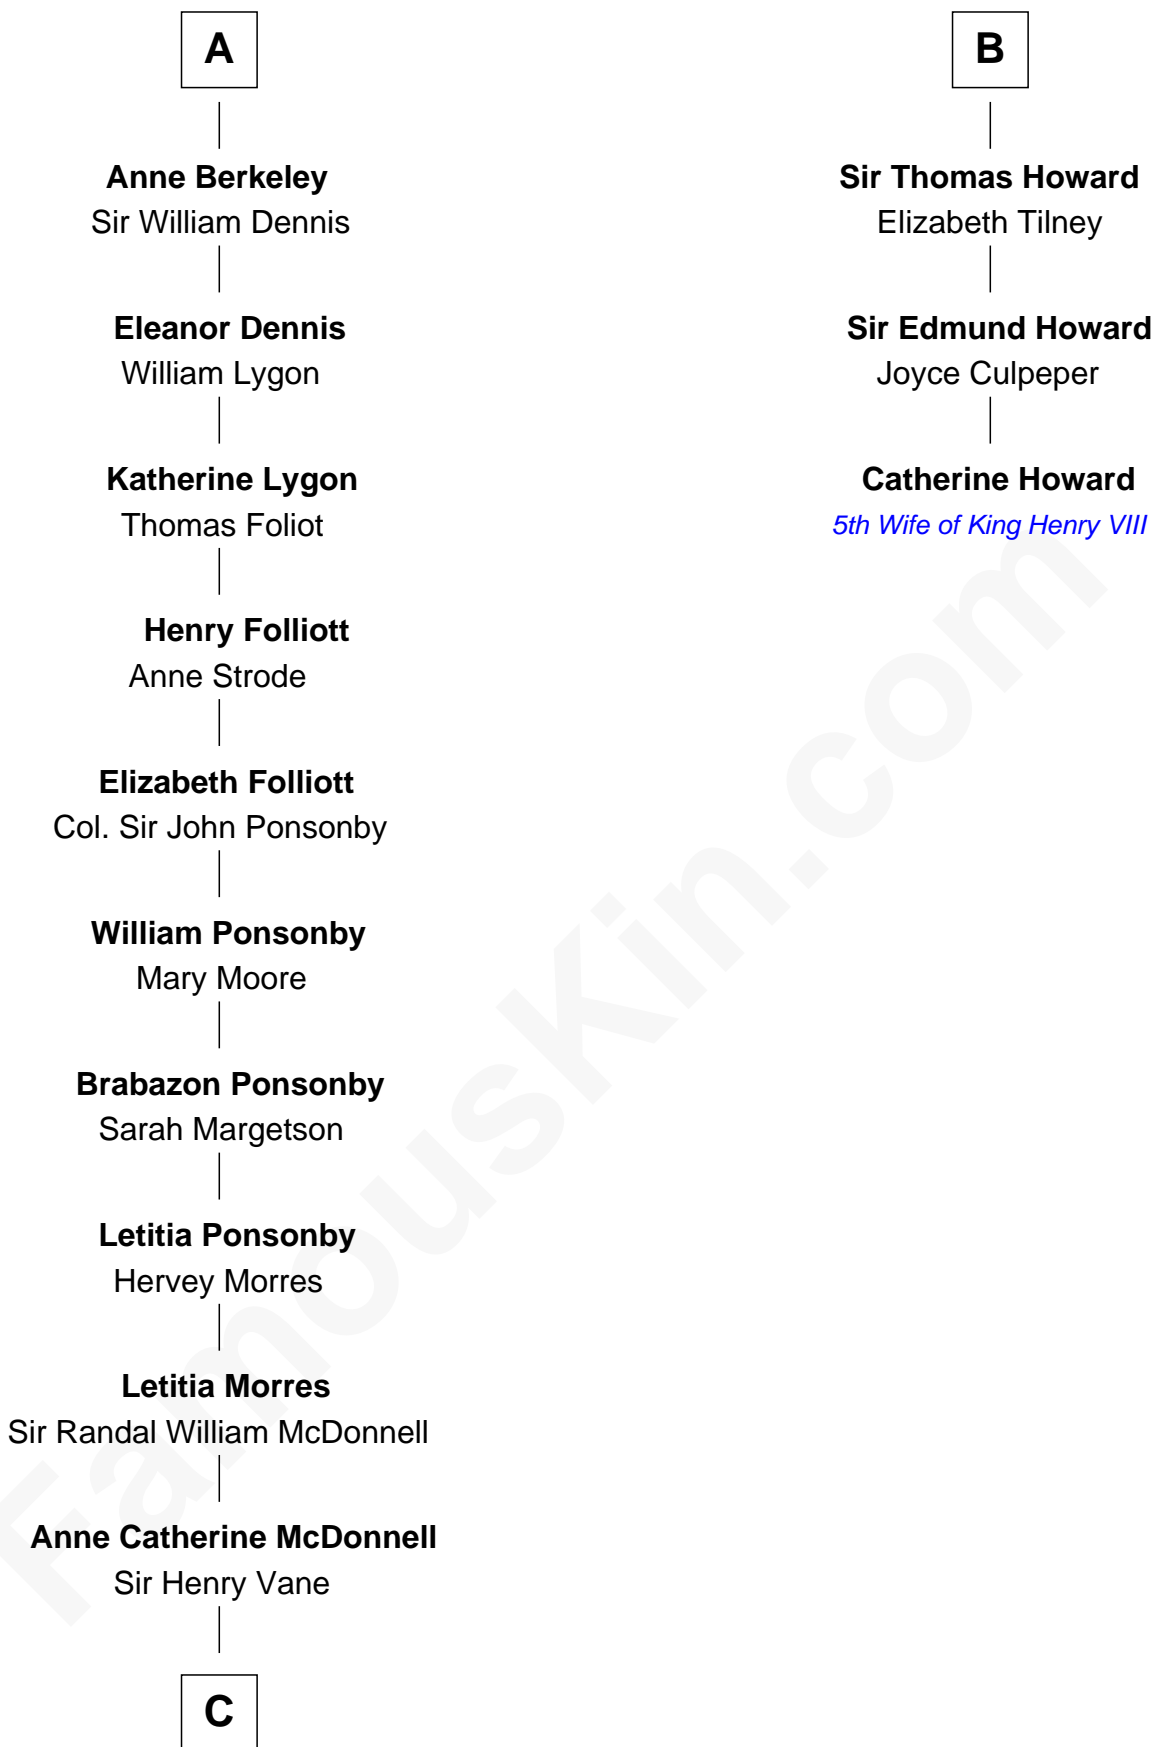 A
Anne Berkeley
Sir William Dennis
Eleanor Dennis
William Lygon
Katherine Lygon
Thomas Foliot
Henry Folliott
Anne Strode
Elizabeth Folliott
Col. Sir John Ponsonby
William Ponsonby
Mary Moore
Brabazon Ponsonby
Sarah Margetson
Letitia Ponsonby
Hervey Morres
Letitia Morres
Sir Randal William McDonnell
Anne Catherine McDonnell
Sir Henry Vane
C
B
Sir Thomas Howard
Elizabeth Tilney
Sir Edmund Howard
Joyce Culpeper
Catherine Howard
5th Wife of King Henry VIII
FamousKin.com